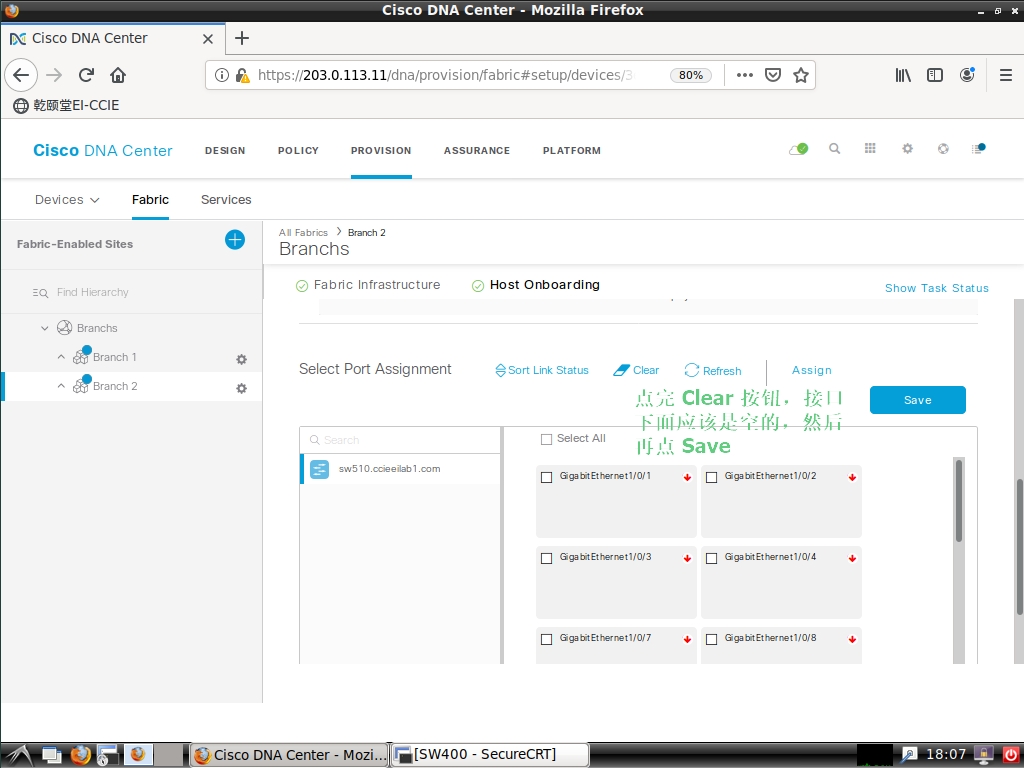 Cisco DNA Center - Mozilla Firefox
Cisco DNA Center
https://203.0.113.11/dna/provision/fabric#setup/devices/3
80%
乾颐堂EI-CCIE
Cisco DNA Center
DESIGN
POLICY
PROVISION
ASSURANCE
PLATFORM
Devices
Fabric
Services
Fabric-Enabled Sites
Find Hierarchy
Branchs
Branch 1
Branch 2
All Fabrics > Branch 2
Branchs
Fabric Infrastructure
Host Onboarding
Show Task Status
Select Port Assignment
Sort Link Status
Clear
Refresh
Assign
Save
点完 Clear 按钮，接口
下面应该是空的，然后
再点 Save
Search
sw510.ccieeilab1.com
Select All
GigabitEthernet1/0/1
GigabitEthernet1/0/2
GigabitEthernet1/0/3
GigabitEthernet1/0/4
GigabitEthernet1/0/7
GigabitEthernet1/0/8
Cisco DNA Center - Mozi...
[SW400 - SecureCRT]
18:07